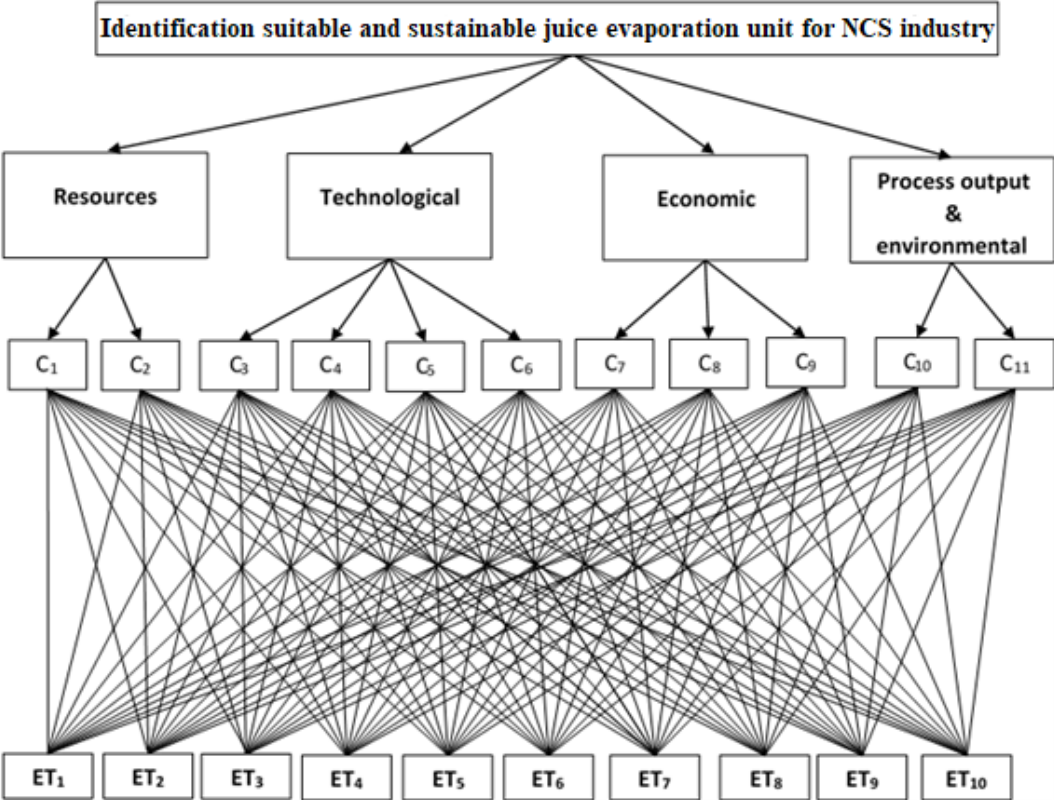 Identification suitable and sustainable juice evaporation unit for NCS industry
Resources
Technological
Economic
Process output
&
environmental
C₁
C₂
C₃
C₄
C₅
C₆
C₇
C₈
C₉
C₁₀
C₁₁
ET₁
ET₂
ET₃
ET₄
ET₅
ET₆
ET₇
ET₈
ET₉
ET₁₀